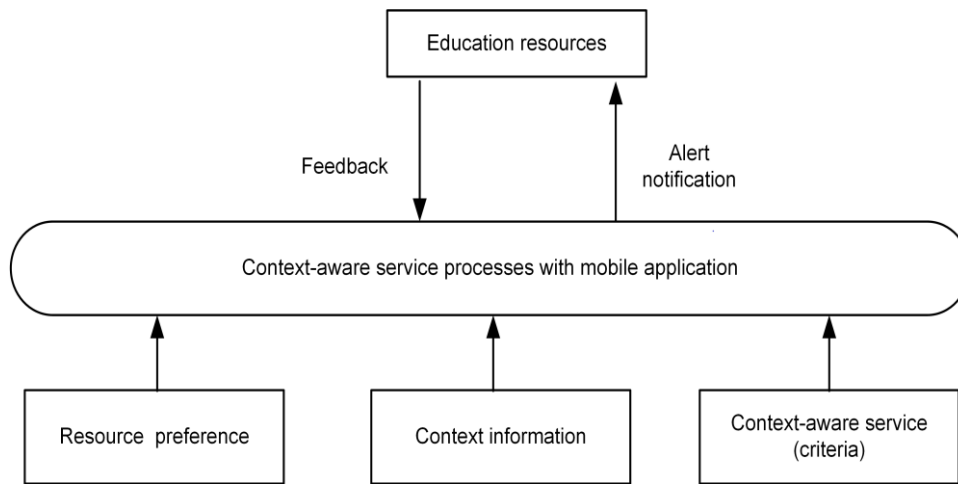 Education resources
Feedback
Alert
notification
Context-aware service processes with mobile application
Resource preference
Context information
Context-aware service
(criteria)